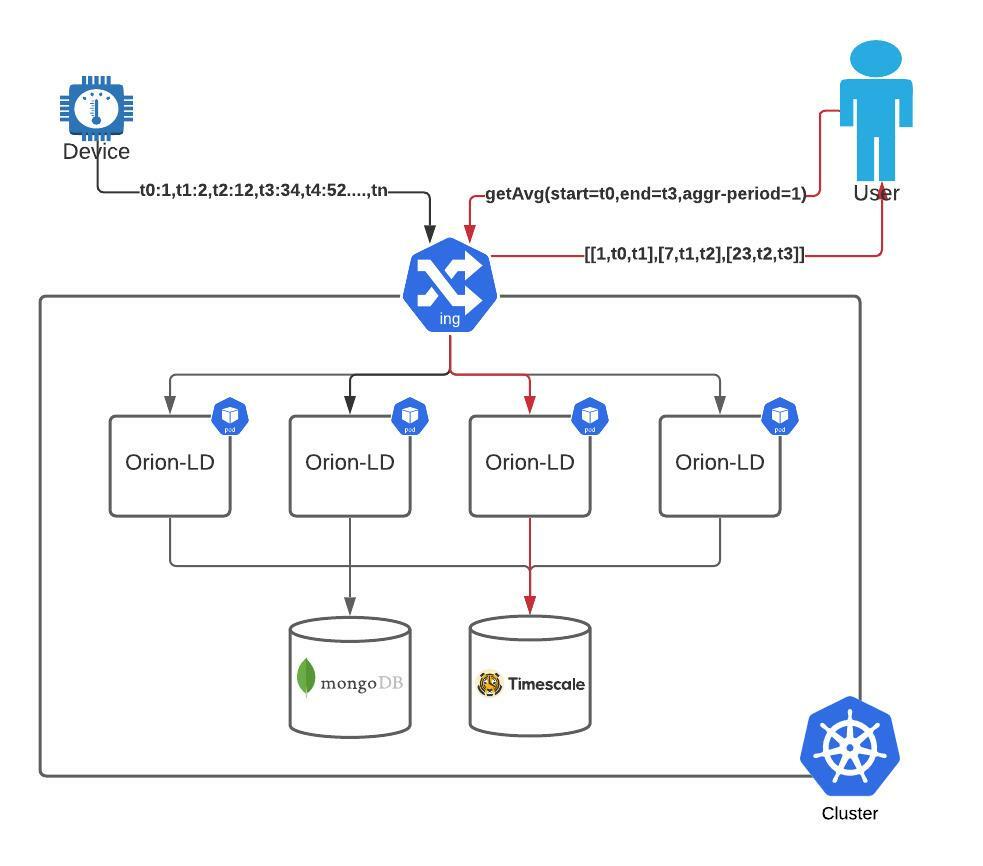 Device
t0:1,t1:2,t2:12,t3:34,t4:52....,tn
getAvg(start=t0,end=t3,aggr-period=1)
User
[[1,t0,t1],[7,t1,t2],[23,t2,t3]]
ing
pod
pod
pod
pod
Orion-LD
Orion-LD
Orion-LD
Orion-LD
mongoDB
Timescale
Cluster